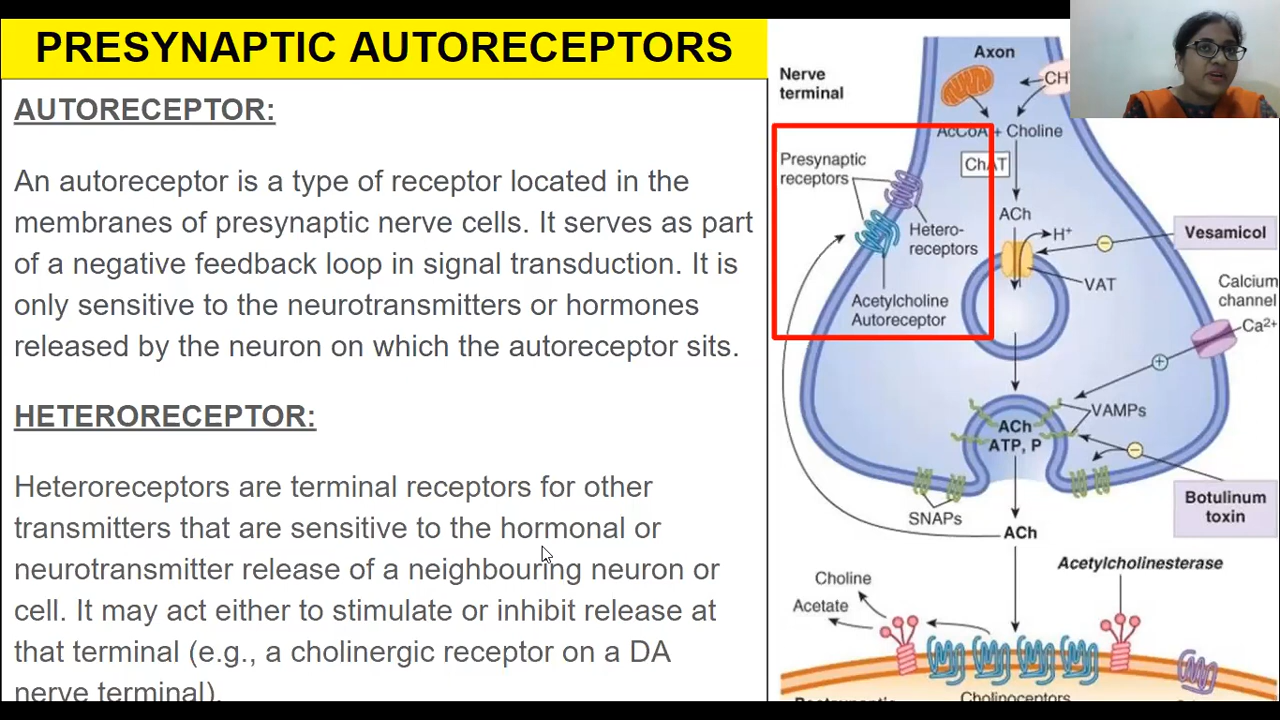 PRESYNAPTIC AUTORECEPTORS
AUTORECEPTOR:
An autoreceptor is a type of receptor located in the
membranes of presynaptic nerve cells. It serves as part
of a negative feedback loop in signal transduction. It is
only sensitive to the neurotransmitters or hormones
released by the neuron on which the autoreceptor sits.
HETERORECEPTOR:
Heteroreceptors are terminal receptors for other
transmitters that are sensitive to the hormonal or
neurotransmitter release of a neighbouring neuron or
cell. It may act either to stimulate or inhibit release at
that terminal (e.g., a cholinergic receptor on a DA
nerve terminal).
Axon
Nerve
terminal
CH
AcCoA + Choline
Presynaptic
receptors
ChAT
ACh
H+
Hetero-
receptors
Vesamicol
VAT
Calcium
channel
Acetylcholine
Autoreceptor
Ca2+
VAMPs
ACh
ATP, P
Botulinum
toxin
SNAPs
ACh
Acetylcholinesterase
Choline
Acetate
Cholinoceptors